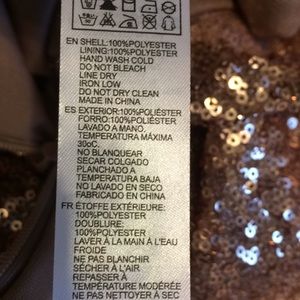 EN SHELL:100%POLYESTER
LINING:100%POLYESTER
HAND WASH COLD
DO NOT BLEACH
LINE DRY
IRON LOW
DO NOT DRY CLEAN
MADE IN CHINA
ES EXTERIOR:100%POLIÉSTER
FORRO:100%POLIÉSTER
LAVADO A MANO,
TEMPERATURA MÁXIMA
30oC.
NO BLANQUEAR
SECAR COLGADO
PLANCHADO A
TEMPERATURA BAJA
NO LAVADO EN SECO
FABRICADO EN CHINA
FR ÉTOFFE EXTÉRIEURE:
100%POLYESTER
DOUBLURE:
100%POLYESTER
LAVER À LA MAIN À L'EAU
FROIDE
NE PAS BLANCHIR
SÉCHER À L'AIR
REPASSER À
TEMPÉRATURE MODÉRÉE
NE PAS NETTOYER À SEC